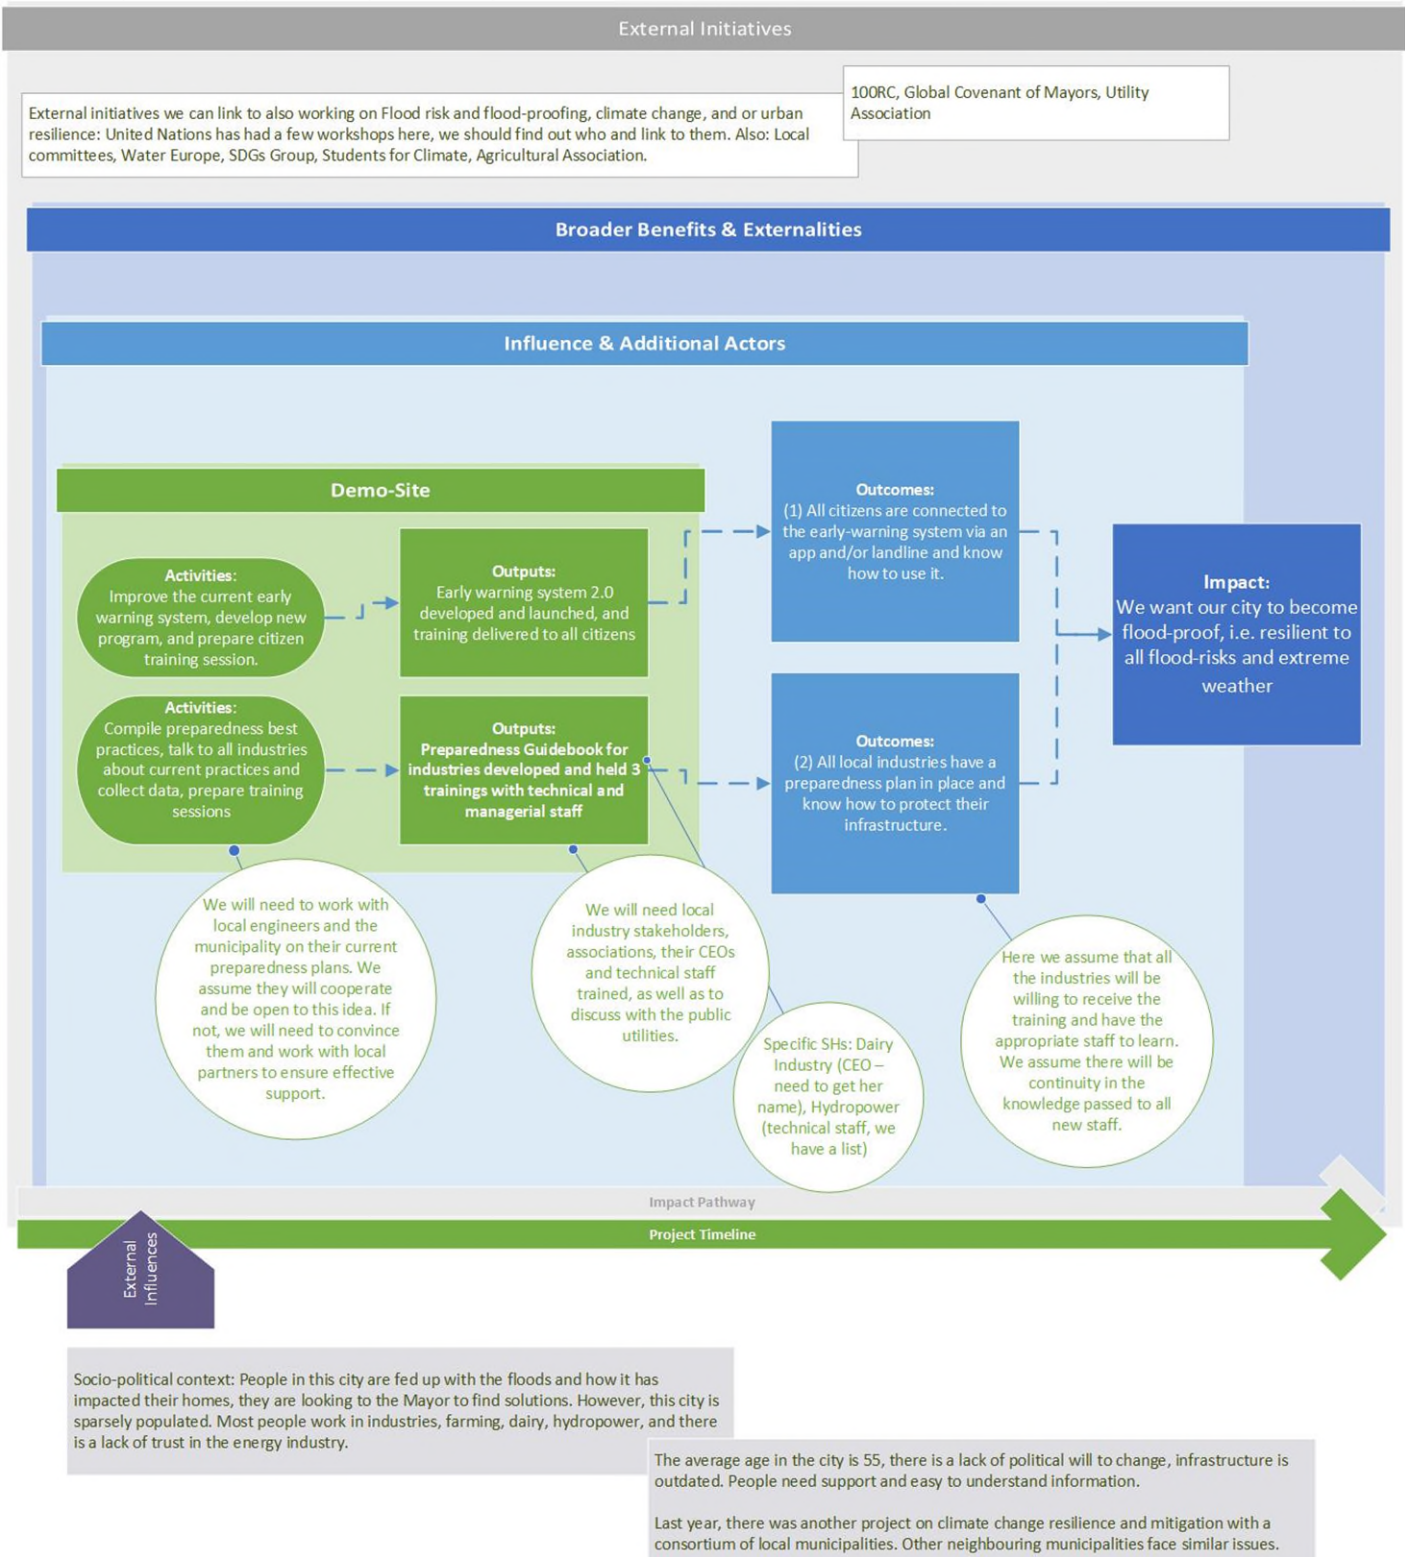 External Initiatives
External initiatives we can link to also working on Flood risk and flood-proofing, climate change, and or urban
resilience: United Nations has had a few workshops here, we should find out who and link to them. Also: Local
committees, Water Europe, SDGs Group, Students for Climate, Agricultural Association.
100RC, Global Covenant of Mayors, Utility
Association
Broader Benefits & Externalities
Influence & Additional Actors
Demo-Site
Activities:
Improve the current early
warning system, develop new
program, and prepare citizen
training session.
Outputs:
Early warning system 2.0
developed and launched, and
training delivered to all citizens
Outcomes:
(1) All citizens are connected to
the early-warning system via an
app and/or landline and know
how to use it.
Impact:
We want our city to become
flood-proof, i.e. resilient to
all flood-risks and extreme
weather
Activities:
Compile preparedness best
practices, talk to all industries
about current practices and
collect data, prepare training
sessions
Outputs:
Preparedness Guidebook for
industries developed and held 3
trainings with technical and
managerial staff
Outcomes:
(2) All local industries have a
preparedness plan in place and
know how to protect their
infrastructure.
We will need to work with
local engineers and the
municipality on their current
preparedness plans. We
assume they will cooperate
and be open to this idea. If
not, we will need to convince
them and work with local
partners to ensure effective
support.
We will need local
industry stakeholders,
associations, their CEOs
and technical staff
trained, as well as to
discuss with the public
utilities.
Specific SHs: Dairy
Industry (CEO –
need to get her
name), Hydropower
(technical staff, we
have a list)
Here we assume that all
the industries will be
willing to receive the
training and have the
appropriate staff to learn.
We assume there will be
continuity in the
knowledge passed to all
new staff.
Impact Pathway
Project Timeline
External
Influences
Socio-political context: People in this city are fed up with the floods and how it has
impacted their homes, they are looking to the Mayor to find solutions. However, this city is
sparsely populated. Most people work in industries, farming, dairy, hydropower, and there
is a lack of trust in the energy industry.
The average age in the city is 55, there is a lack of political will to change, infrastructure is
outdated. People need support and easy to understand information.
Last year, there was another project on climate change resilience and mitigation with a
consortium of local municipalities. Other neighbouring municipalities face similar issues.